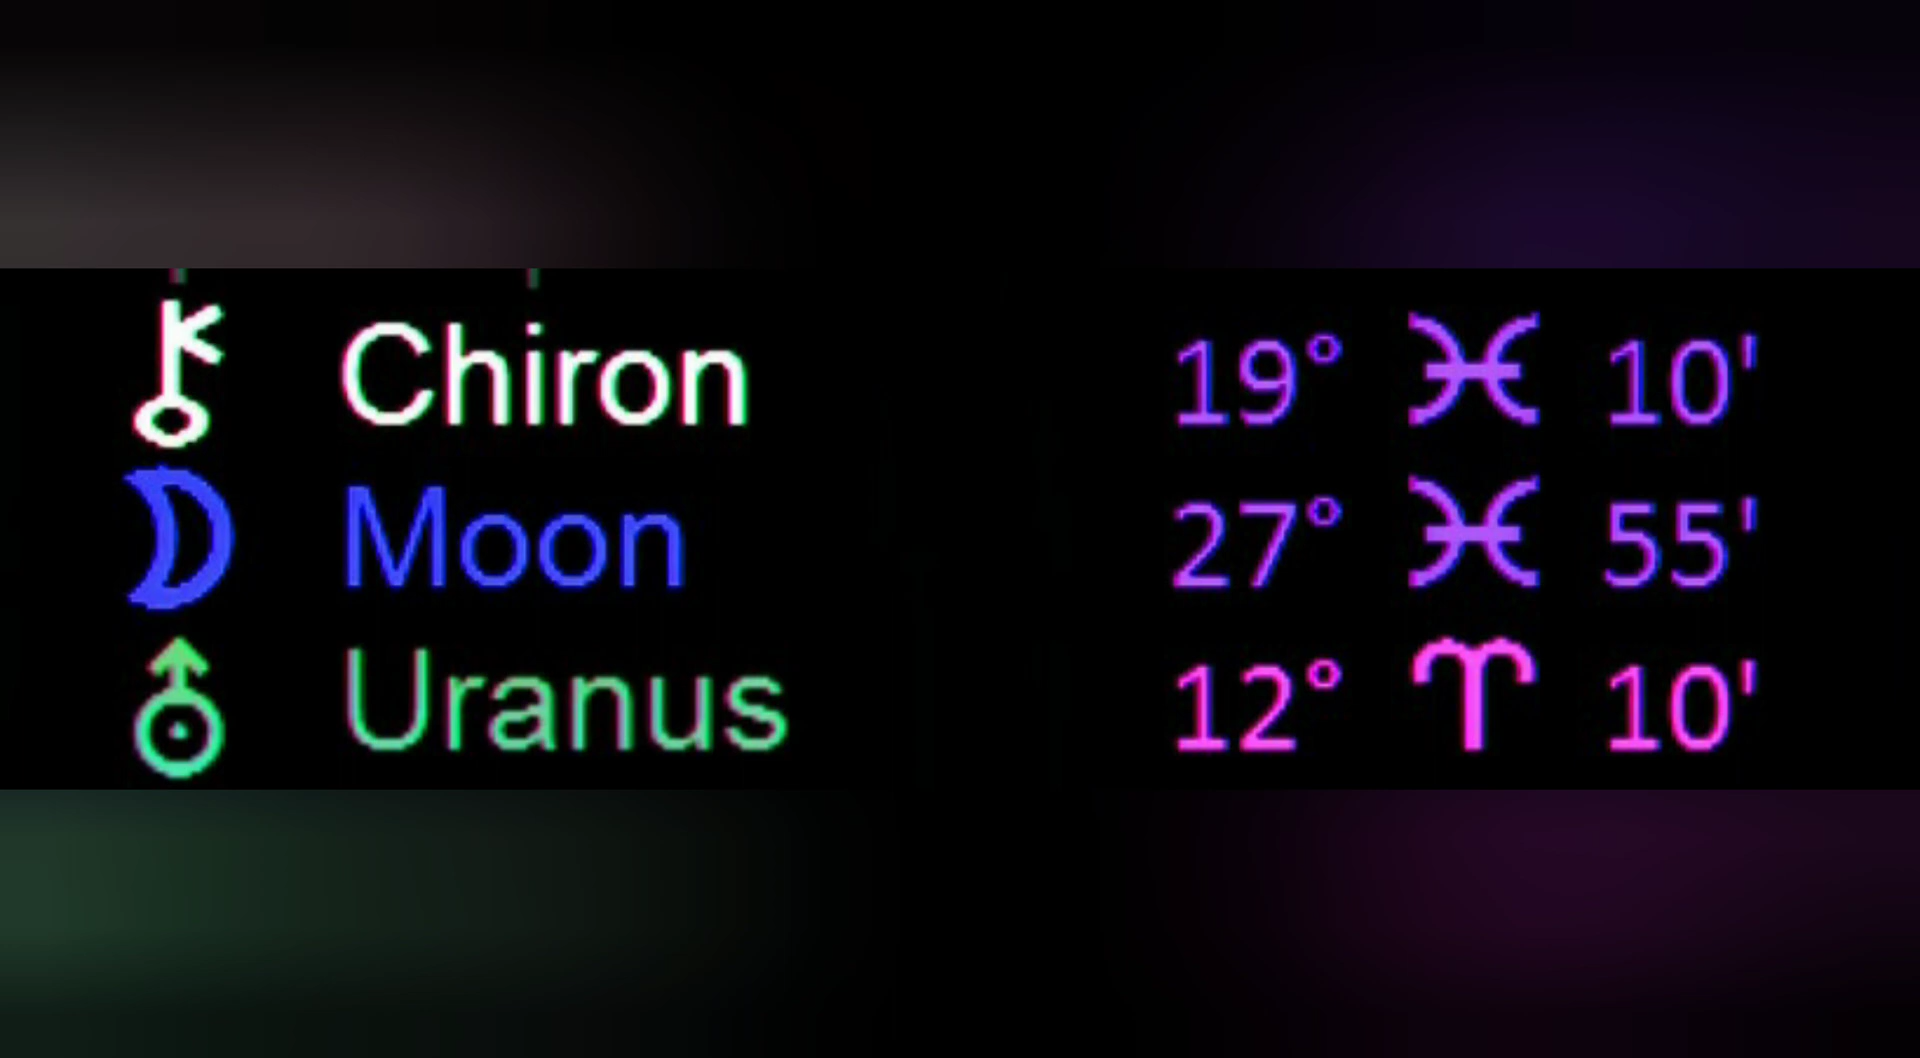 ⚷ Chiron 19° ♓ 10'
☽ Moon 27° ♓ 55'
⛢ Uranus 12° ♈ 10'